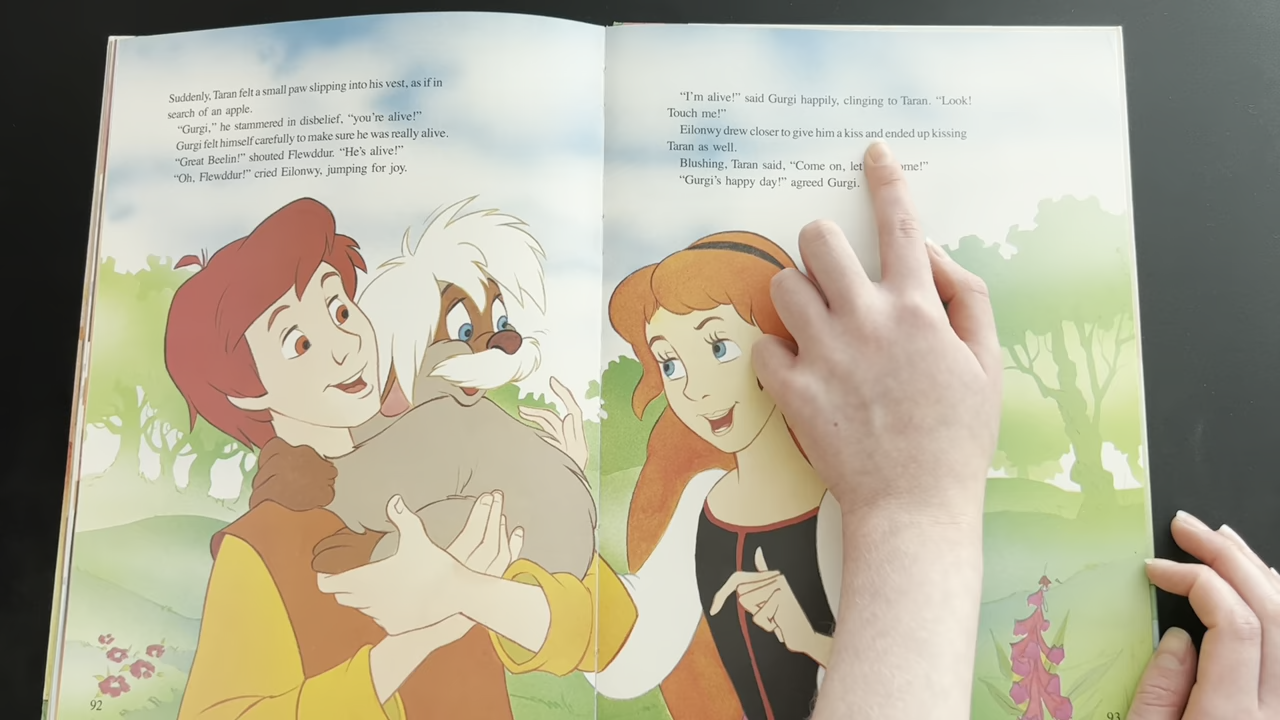 Suddenly, Taran felt a small paw slipping into his vest, as if in
search of an apple.
“Gurgi,” he stammered in disbelief, “you’re alive!”
Gurgi felt himself carefully to make sure he was really alive.
“Great Beelin!” shouted Flewddur. “He’s alive!”
“Oh, Flewddur!” cried Eilonwy, jumping for joy.
92
“I’m alive!” said Gurgi happily, clinging to Taran. “Look!
Touch me!”
Eilonwy drew closer to give him a kiss and ended up kissing
Taran as well.
Blushing, Taran said, “Come on, let
“Gurgi’s happy day!” agreed Gurgi.
93